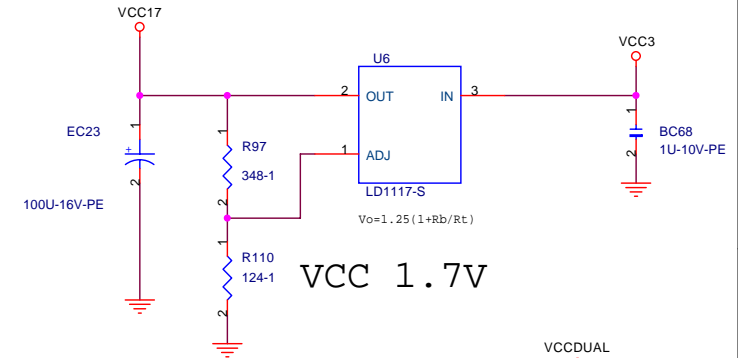 VCC17
VCC3
U6
2 OUT IN 3
1 ADJ
LD1117-S
Vo=1.25(1+Rb/Rt)
EC23
1
+
2
100U-16V-PE
1
R97
348-1
2
1
R110
124-1
2
VCC 1.7V
1
BC68
1U-10V-PE
2
VCCDUAL